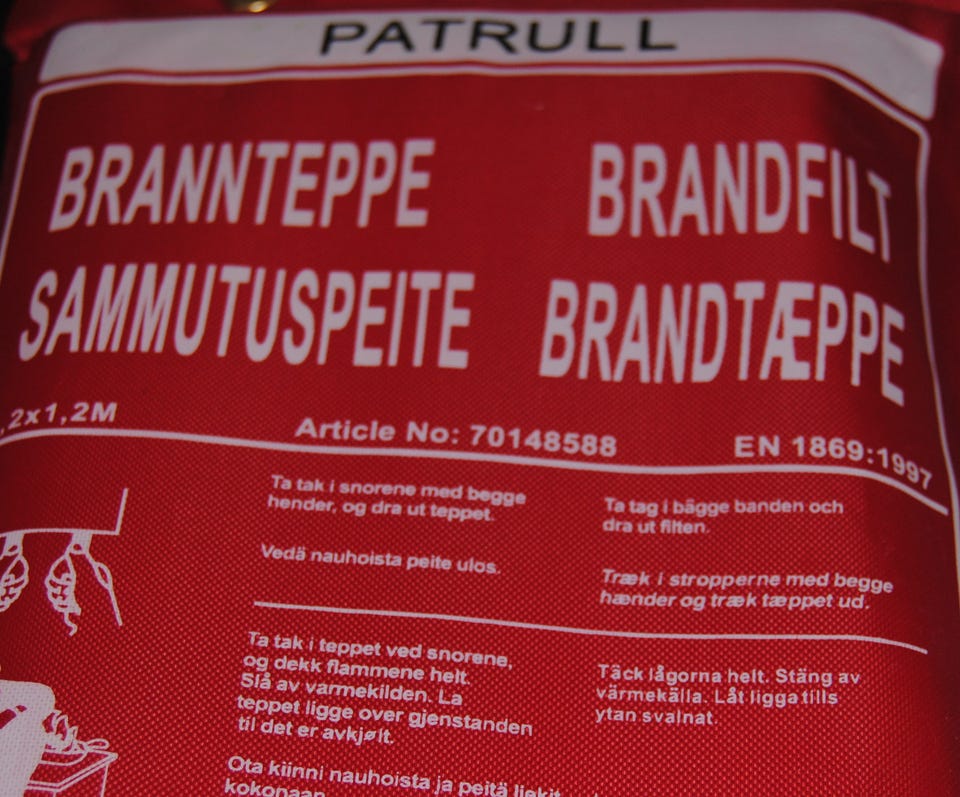 PATRULL
BRANNTEPPE
BRANDFILT
SAMMUTUSPEITE
BRANDTÆPPE
,2x1,2M
Article No: 70148588
EN 1869:1997
Ta tak i snorene med begge
hender, og dra ut teppet.
Vedä nauhoista peite ulos.
Ta tag i bägge banden och
dra ut filten.
Træk i stropperne med begge
hænder og træk tæppet ud.
Ta tak i teppet ved snorene,
og dekk flammene helt.
Slå av varmekilden. La
teppet ligge over gjenstanden
til det er avkjølt.
Ota kiinni nauhoista ja peitä liekit
kokonaan
Täck lågorna helt. Stäng av
värmekälla. Låt ligga tills
ytan svalnat.